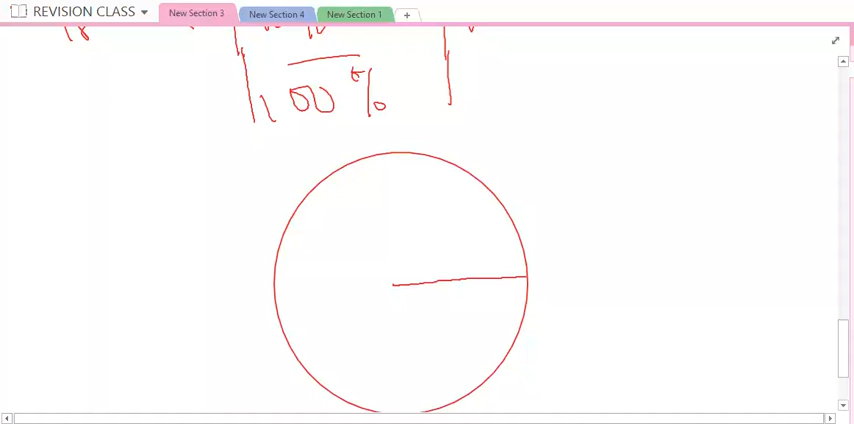 REVISION CLASS
New Section 3
New Section 4
New Section 1
+
100%